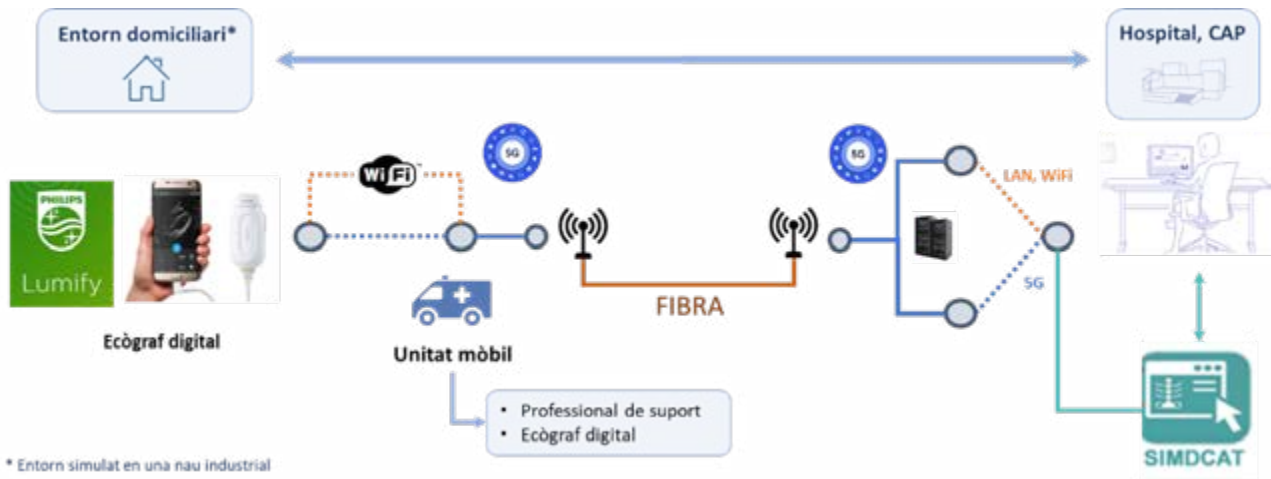 Entorn domiciliari*
Hospital, CAP
5G
5G
WiFi
LAN, WiFi
PHILIPS
Lumify
5G
FIBRA
Ecògraf digital
Unitat mòbil
• Professional de suport
• Ecògraf digital
SIMDCAT
* Entorn simulat en una nau industrial